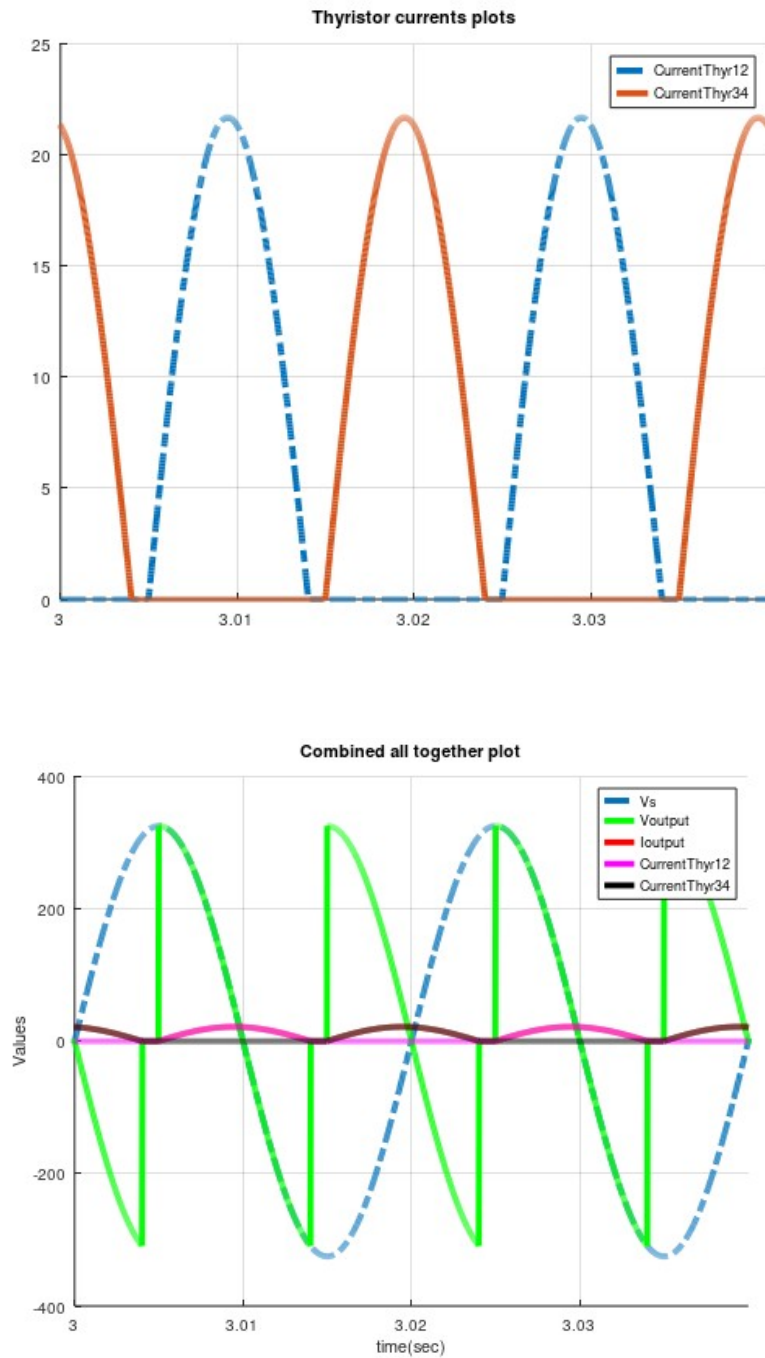 Thyristor currents plots
25
20
15
10
5
0
3
3.01
3.02
3.03
CurrentThyr12
CurrentThyr34
Combined all together plot
400
200
0
-200
-400
Values
3
3.01
3.02
3.03
time(sec)
Vs
Voutput
Ioutput
CurrentThyr12
CurrentThyr34